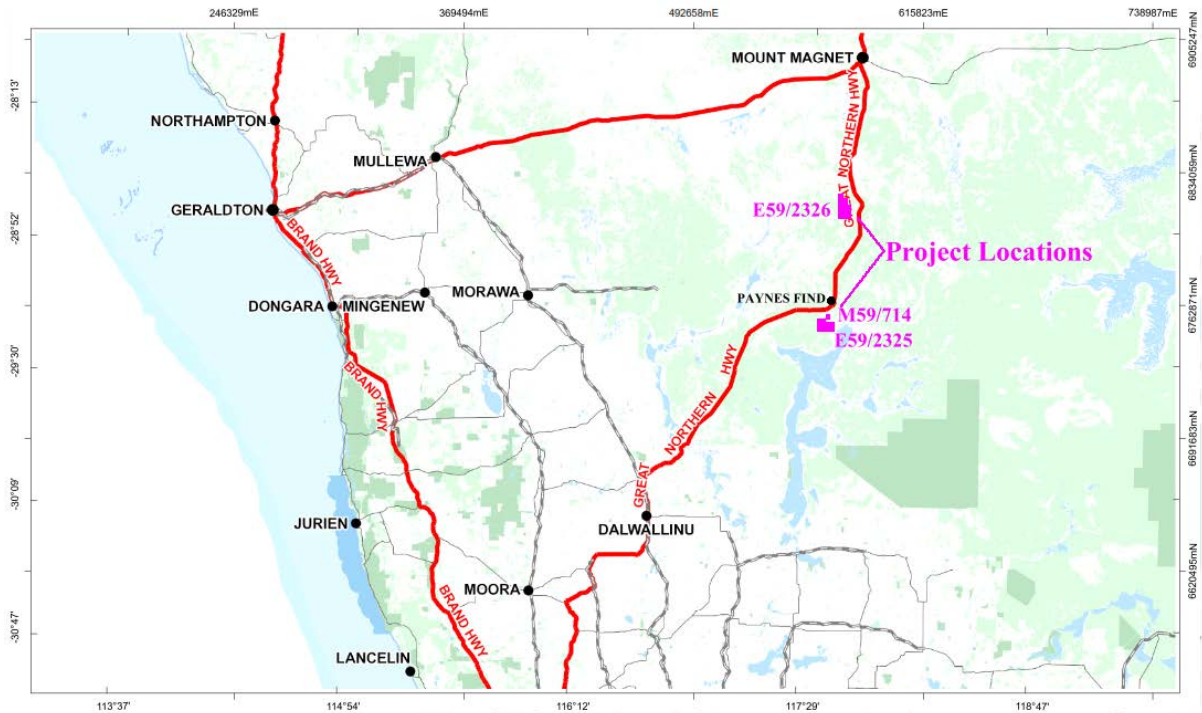 246329mE
369494mE
492658mE
615823mE
738987mE
6905247mN
MOUNT MAGNET
-28°13'
NORTHAMPTON
GREAT NORTHERN HWY
MULLEWA
6834059mN
E59/2326
GERALDTON
-28°52'
BRAND HWY
Project Locations
DONGARA
MINGENEW
MORAWA
PAYNES FIND
M59/714
6762871mN
E59/2325
-29°30'
BRAND HWY
GREAT NORTHERN HWY
6691683mN
-30°09'
JURIEN
DALWALLINU
6620495mN
MOORA
BRAND HWY
-30°47'
LANCELIN
113°37'
114°54'
116°12'
117°29'
118°47'